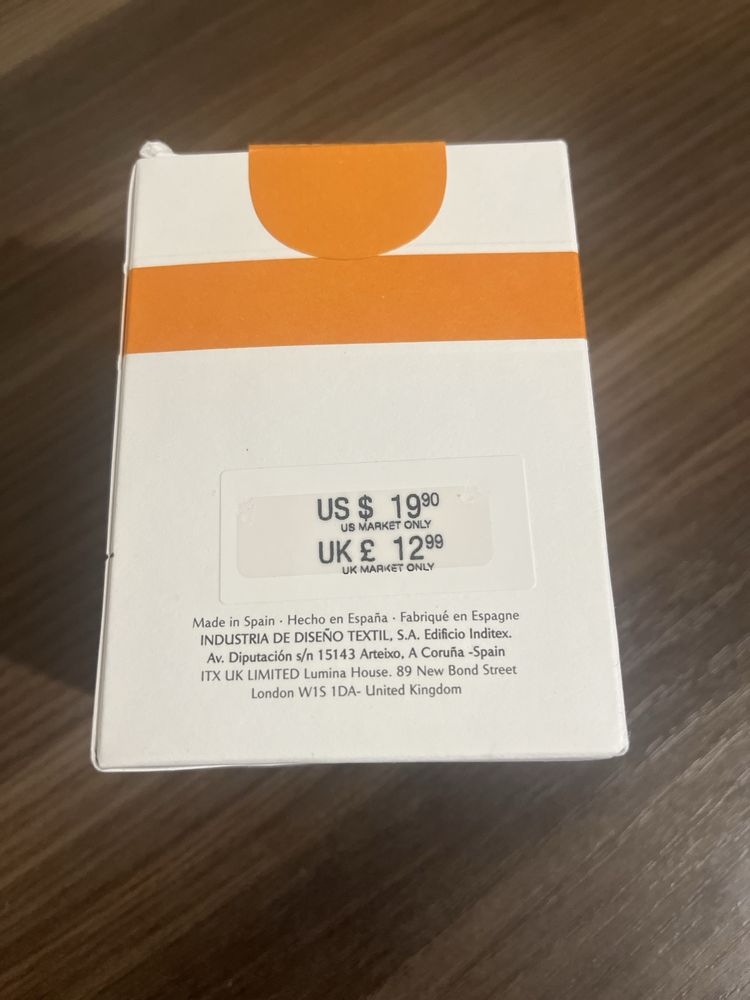 US $ 19⁹⁰
US MARKET ONLY
UK £ 12⁹⁹
UK MARKET ONLY
Made in Spain · Hecho en España · Fabriqué en Espagne
INDUSTRIA DE DISEÑO TEXTIL, S.A. Edificio Inditex.
Av. Diputación s/n 15143 Arteixo, A Coruña -Spain
ITX UK LIMITED Lumina House. 89 New Bond Street
London W1S 1DA- United Kingdom